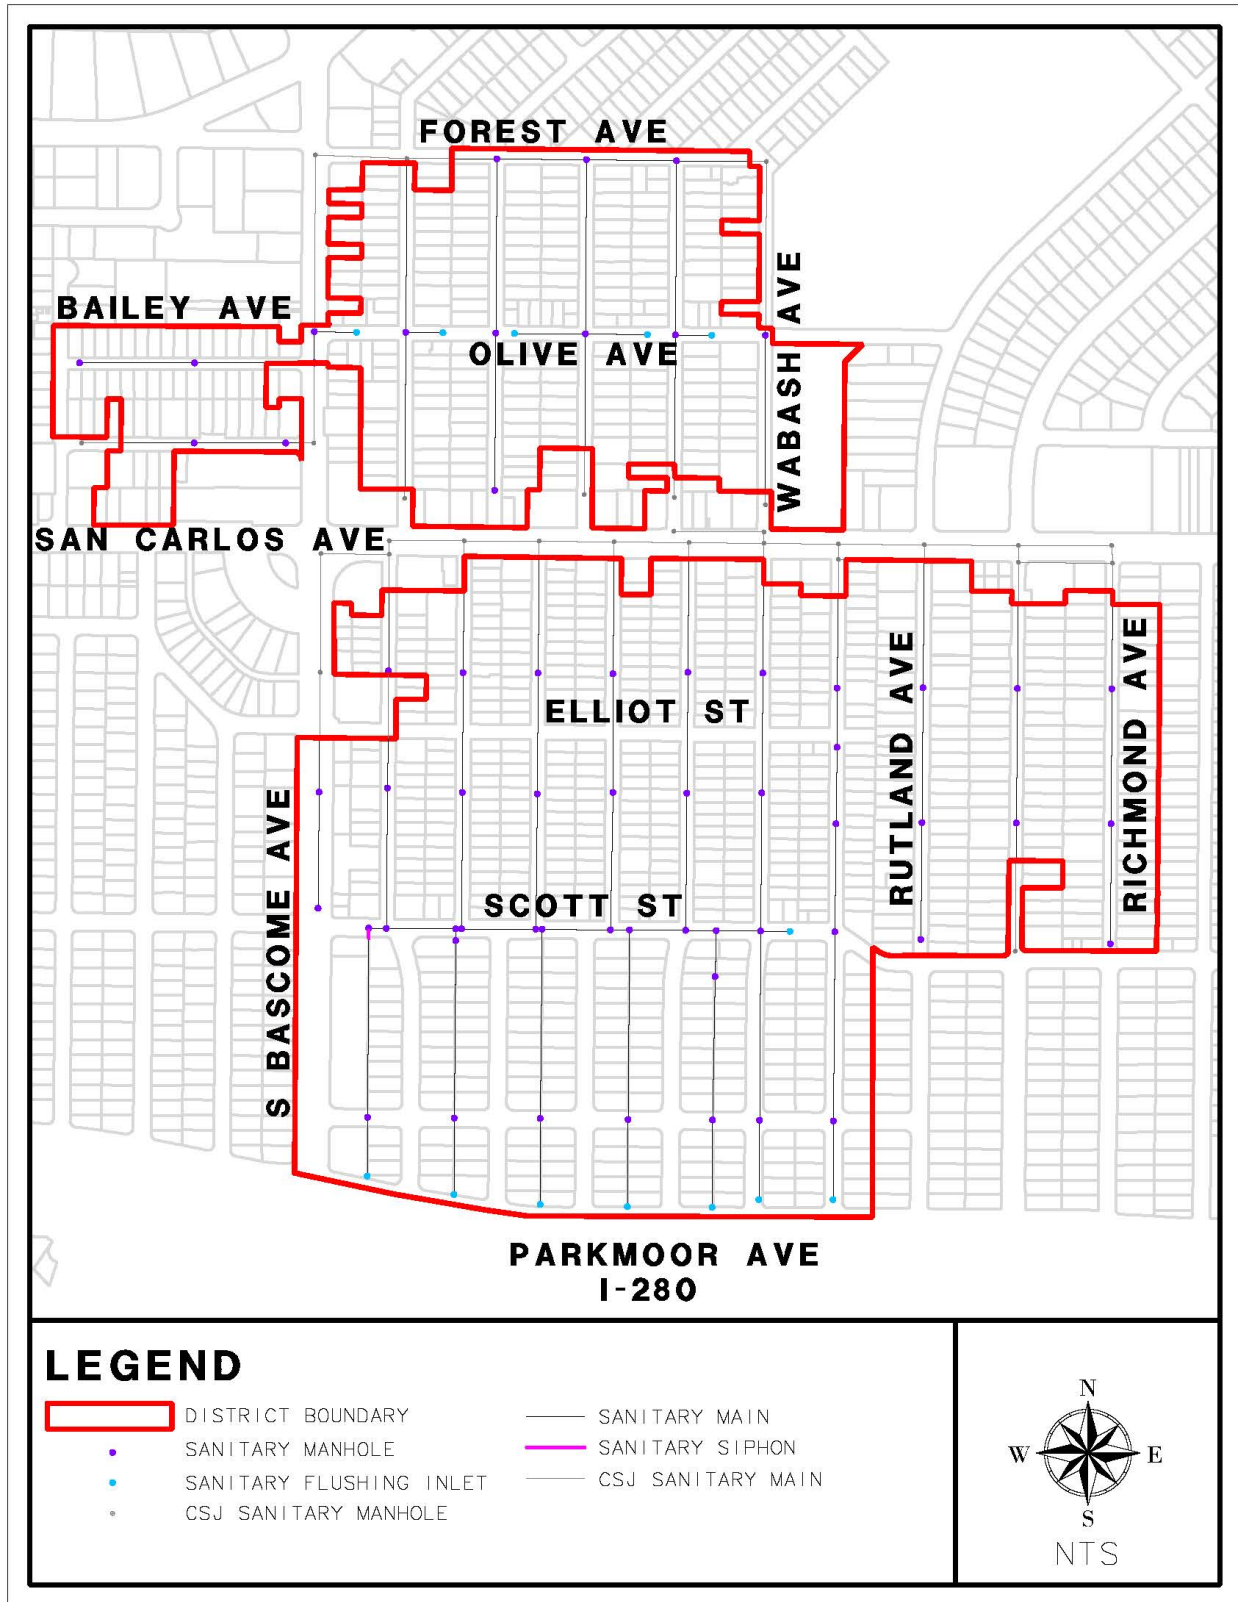 FOREST AVE
WABASH AVE
BAILEY AVE
OLIVE AVE
SAN CARLOS AVE
ELLIOT ST
RUTLAND AVE
RICHMOND AVE
S BASCOME AVE
SCOTT ST
PARKMOOR AVE
I-280
LEGEND
DISTRICT BOUNDARY
SANITARY MANHOLE
SANITARY FLUSHING INLET
CSJ SANITARY MANHOLE
SANITARY MAIN
SANITARY SIPHON
CSJ SANITARY MAIN
N
W E
S
NTS